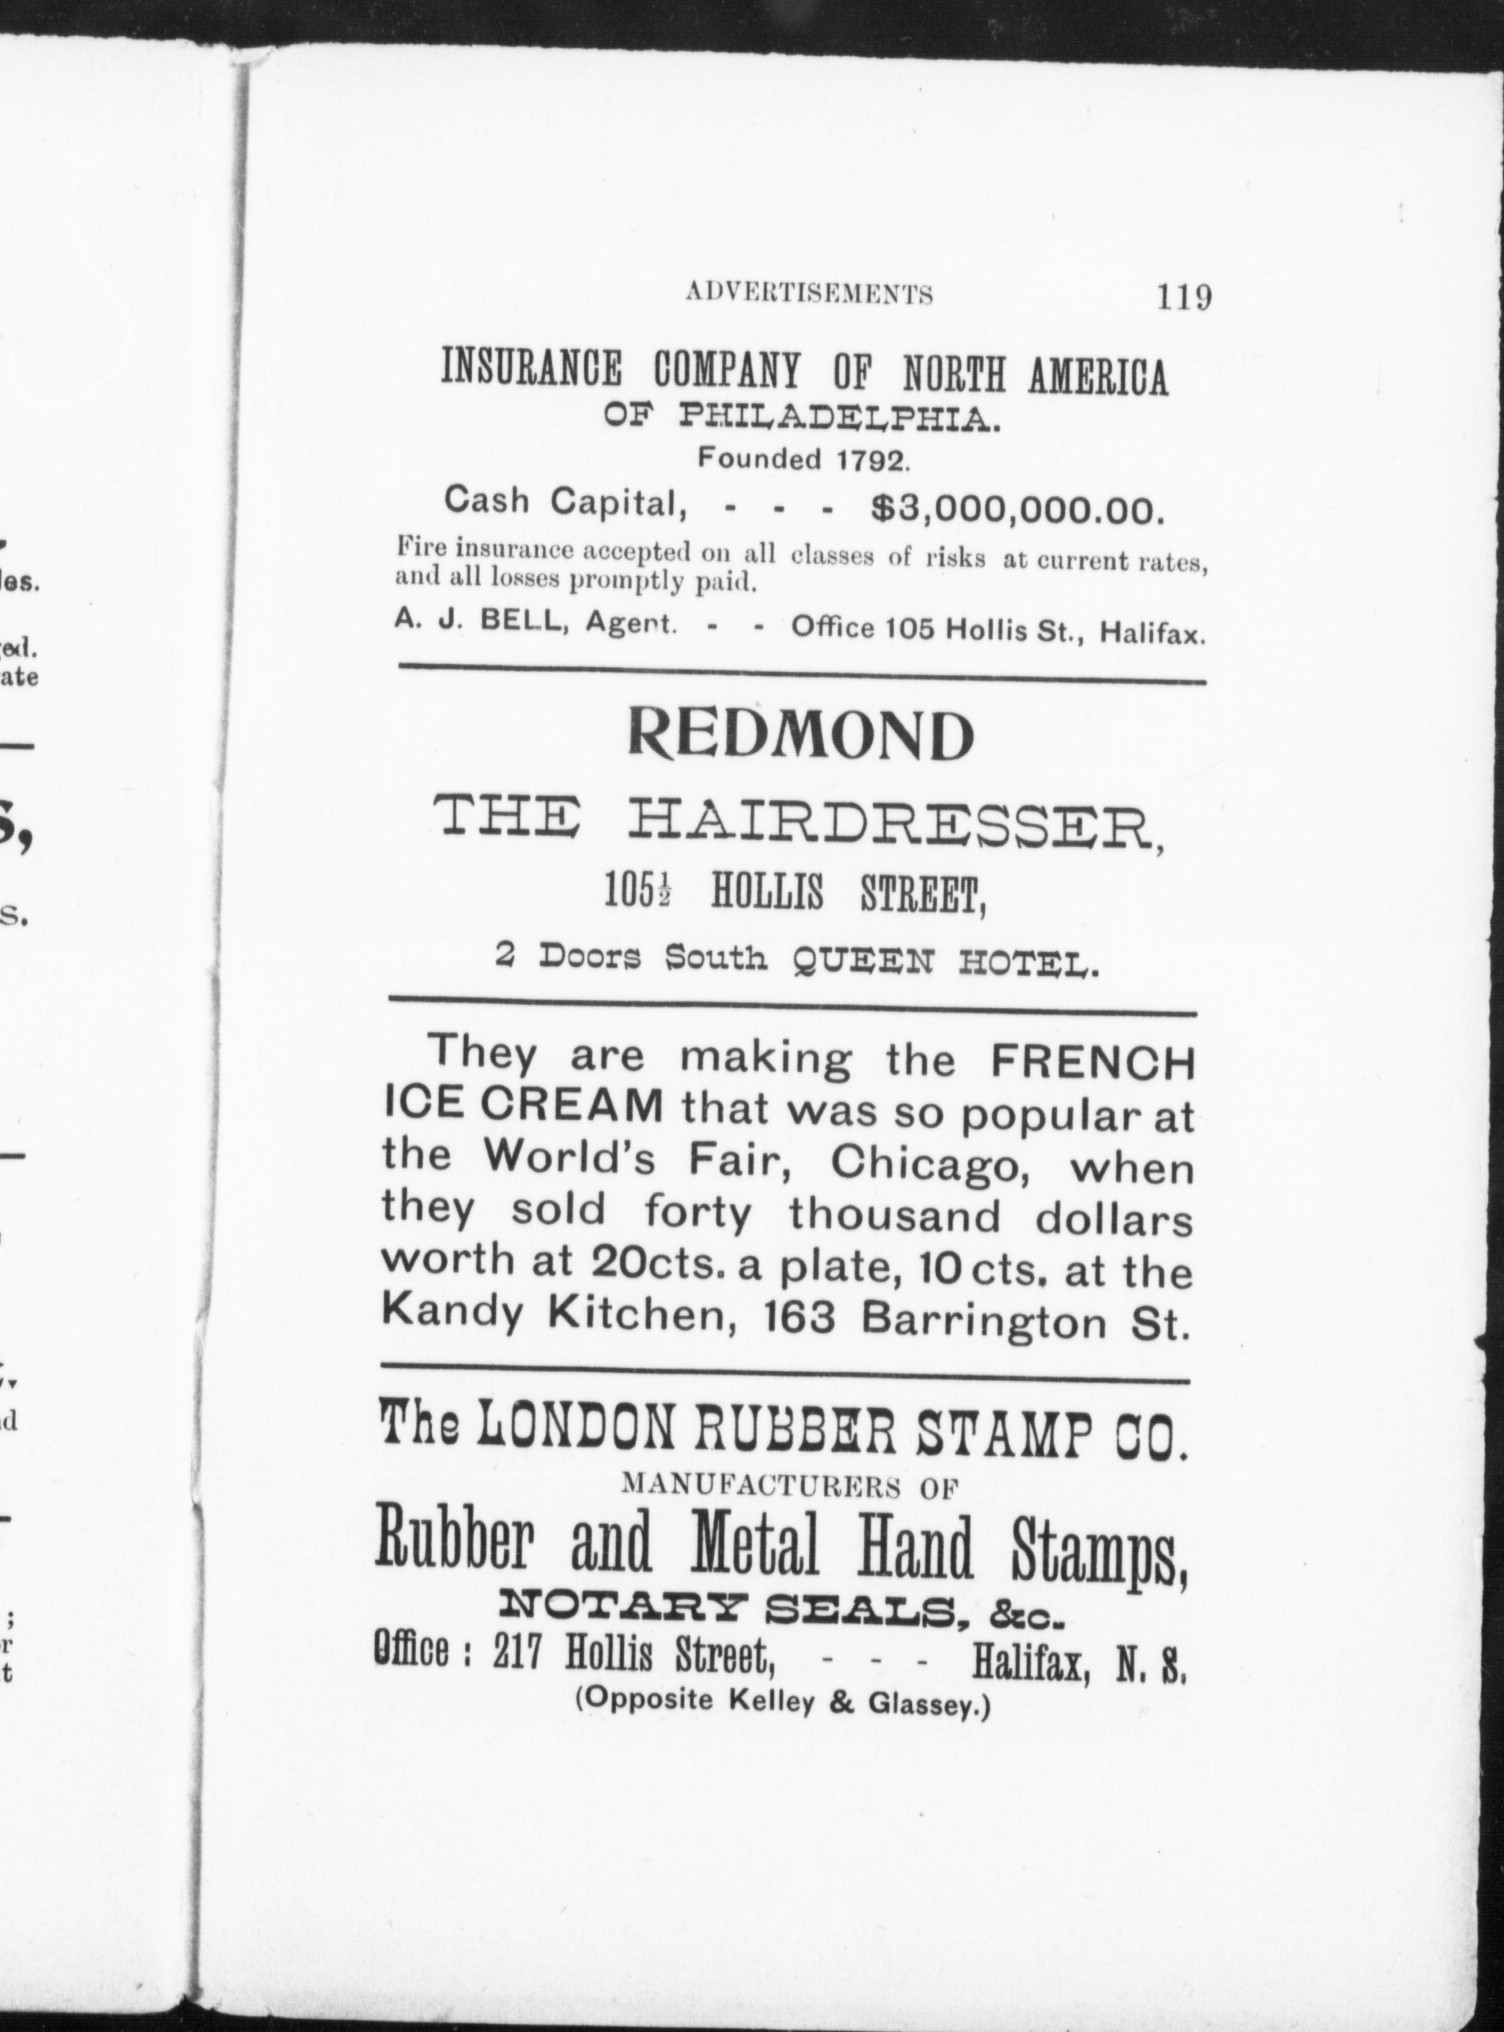 ADVERTISEMENTS 119
INSURANCE COMPANY OF NORTH AMERICA
OF PHILADELPHIA.
Founded 1792.
Cash Capital, - - - $3,000,000.00.
Fire insurance accepted on all classes of risks at current rates,
and all losses promptly paid.
A. J. BELL, Agent. - - Office 105 Hollis St., Halifax.
REDMOND
THE HAIRDRESSER,
105½ HOLLIS STREET,
2 Doors South QUEEN HOTEL.
They are making the FRENCH
ICE CREAM that was so popular at
the World's Fair, Chicago, when
they sold forty thousand dollars
worth at 20cts. a plate, 10 cts. at the
Kandy Kitchen, 163 Barrington St.
The LONDON RUBBER STAMP CO.
MANUFACTURERS OF
Rubber and Metal Hand Stamps,
NOTARY SEALS, &c.
Office : 217 Hollis Street, - - - Halifax, N. S.
(Opposite Kelley & Glassey.)